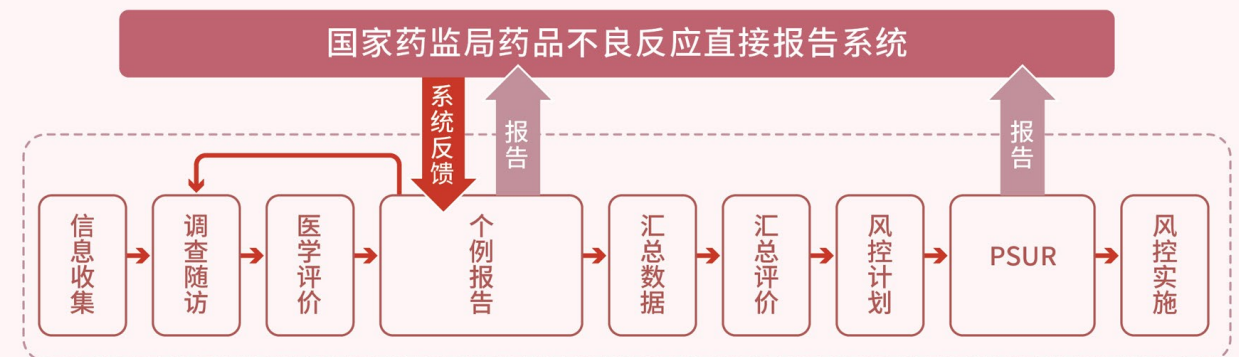 国家药监局药品不良反应直接报告系统
系统反馈
报告
报告
信息收集
调查随访
医学评价
个例报告
汇总数据
汇总评价
风控计划
PSUR
风控实施